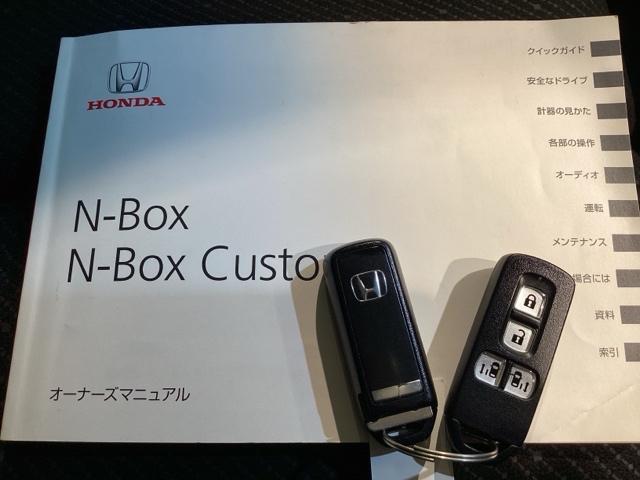 HONDA
N-Box
N-Box Custo
オーナーズマニュアル
クイックガイド
安全なドライブ
計器の見かた
各部の操作
オーディオ
運転
メンテナンス
場合には
資料
索引